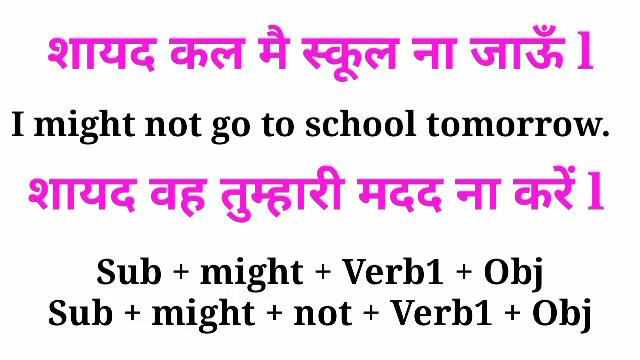 शायद कल मै स्कूल ना जाऊँ l
I might not go to school tomorrow.
शायद वह तुम्हारी मदद ना करें l
Sub + might + Verb1 + Obj
Sub + might + not + Verb1 + Obj